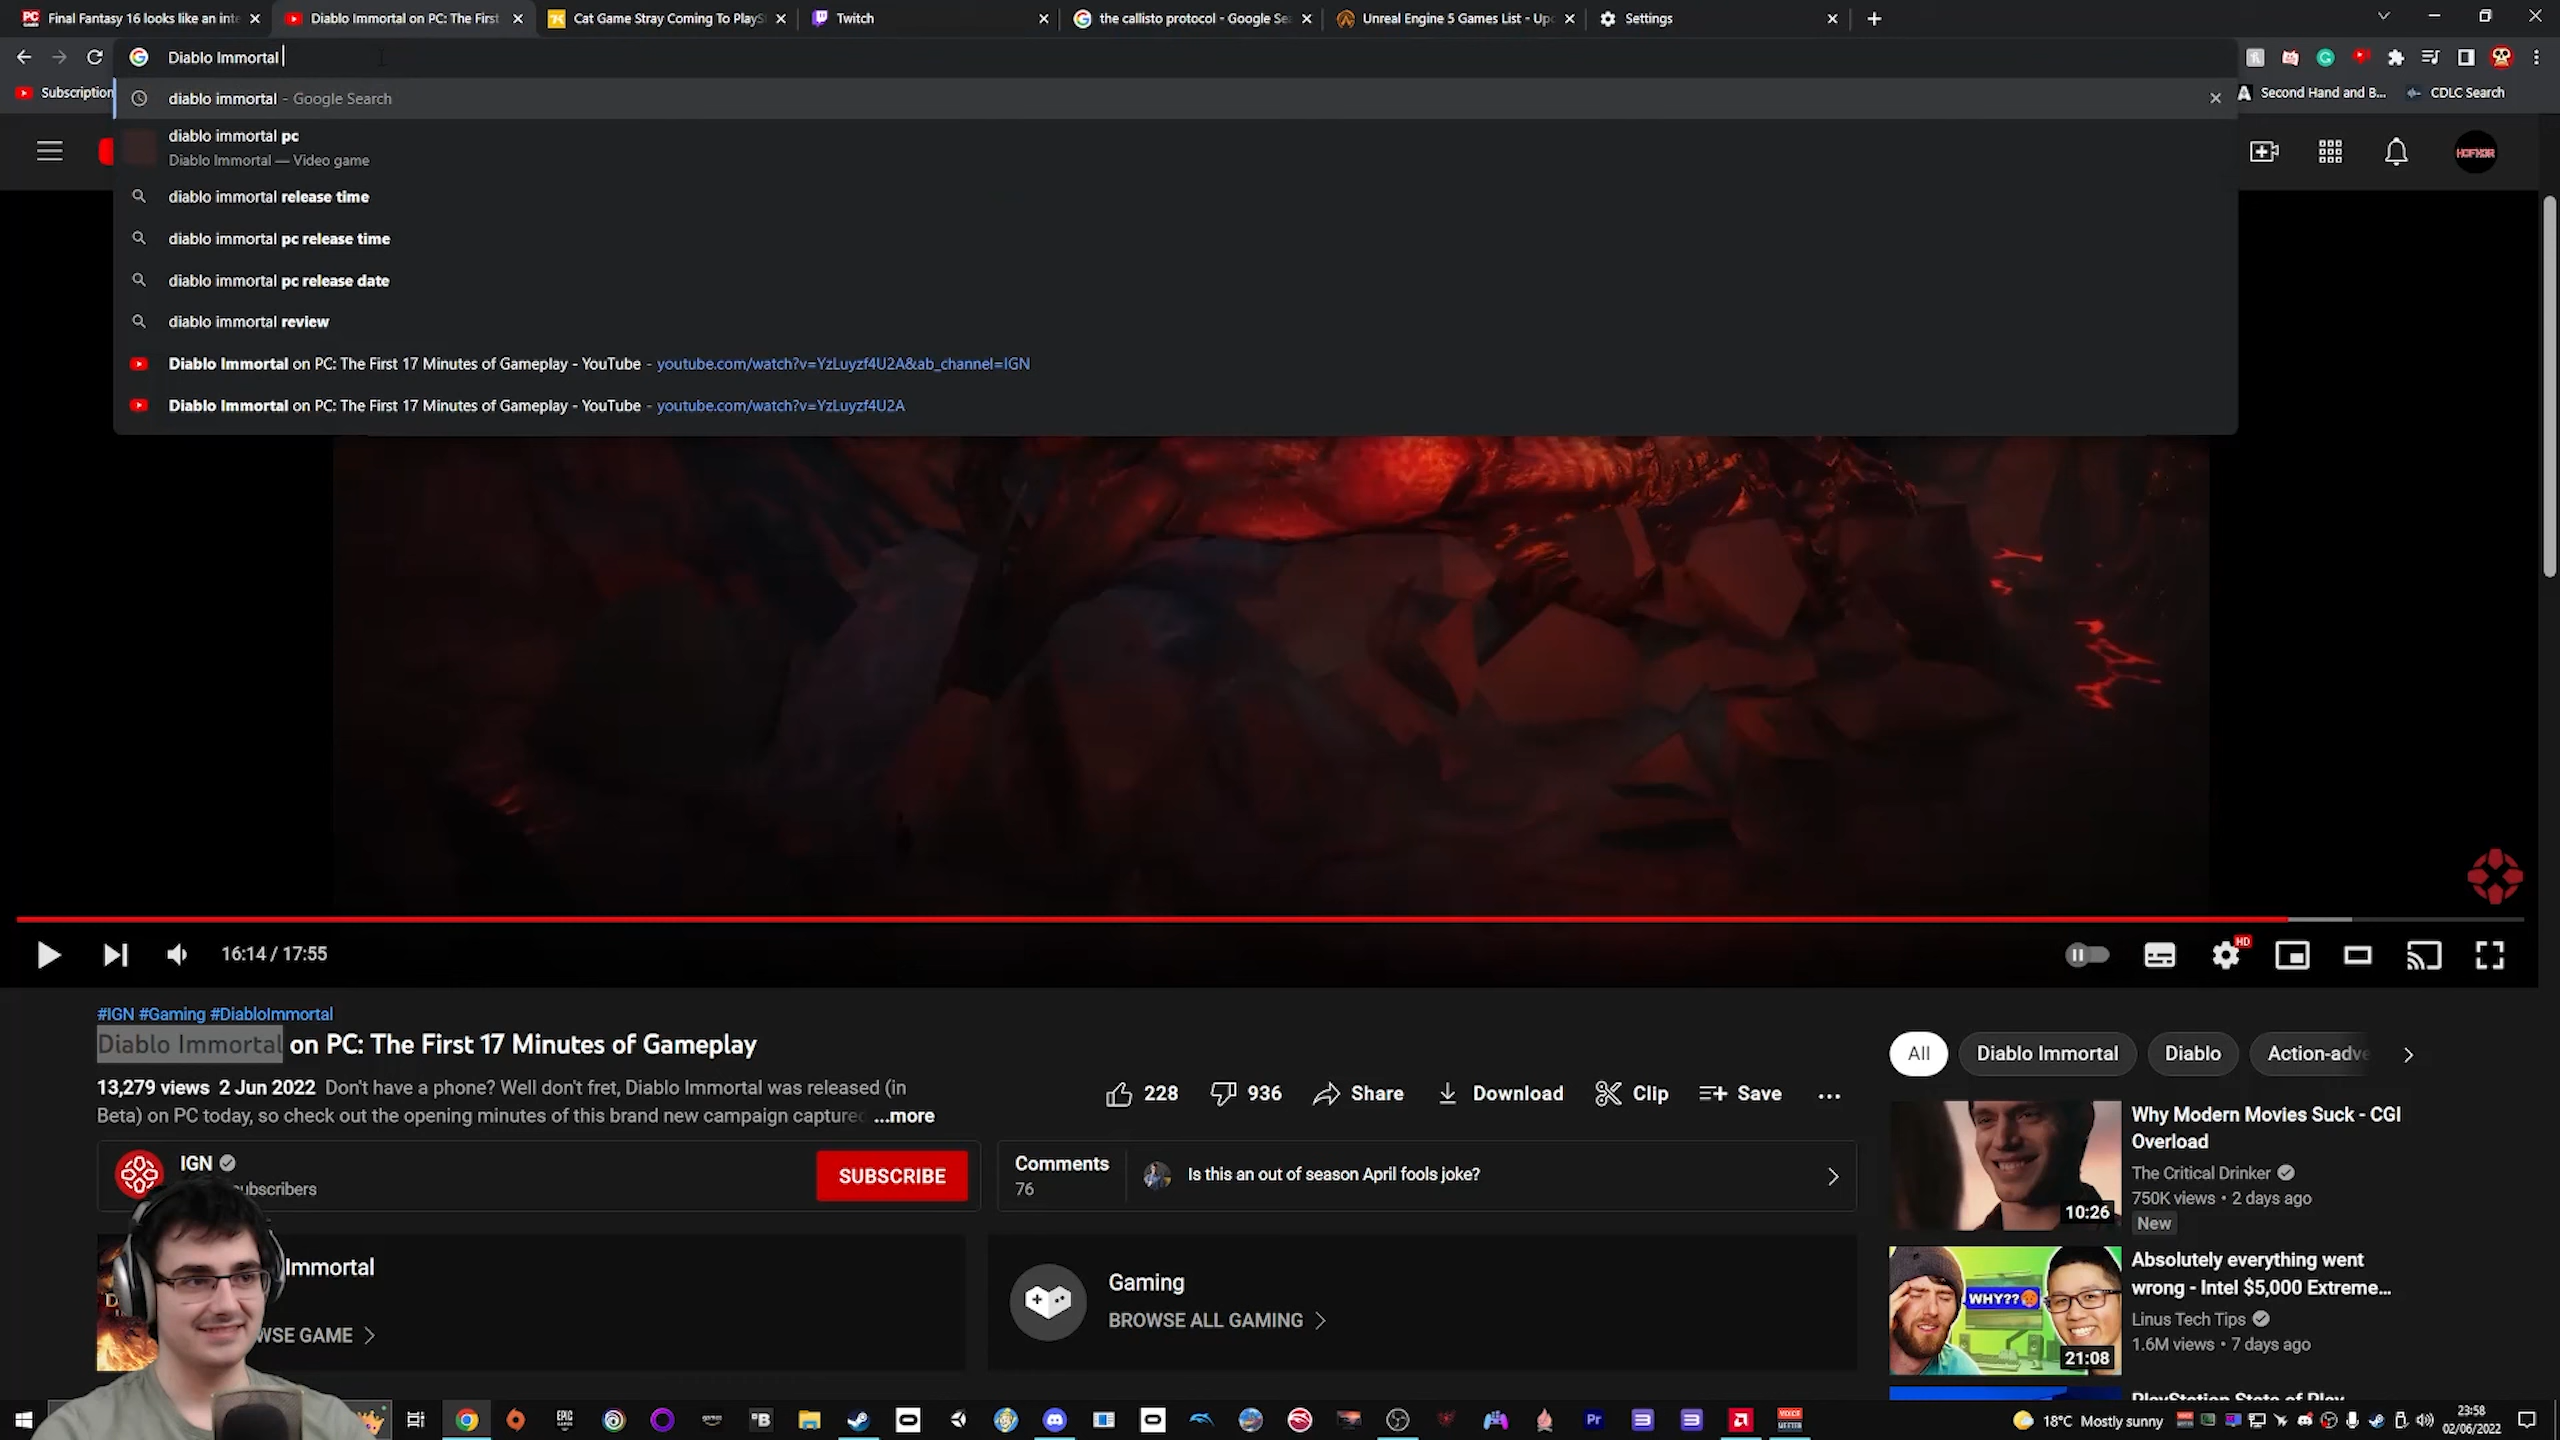 Final Fantasy 16 looks like an inte
Diablo Immortal on PC: The First
Cat Game Stray Coming To PlayS
Twitch
the callisto protocol - Google Sea
Unreal Engine 5 Games List - Upc
Settings
Diablo Immortal
Subscription
diablo immortal - Google Search
Second Hand and B...
CDLC Search
diablo immortal pc
Diablo Immortal — Video game
diablo immortal release time
diablo immortal pc release time
diablo immortal pc release date
diablo immortal review
Diablo Immortal on PC: The First 17 Minutes of Gameplay - YouTube - youtube.com/watch?v=YzLuyzf4U2A&ab_channel=IGN
Diablo Immortal on PC: The First 17 Minutes of Gameplay - YouTube - youtube.com/watch?v=YzLuyzf4U2A
16:14 / 17:55
HD
#IGN #Gaming #DiabloImmortal
Diablo Immortal on PC: The First 17 Minutes of Gameplay
13,279 views 2 Jun 2022 Don't have a phone? Well don't fret, Diablo Immortal was released (in
Beta) on PC today, so check out the opening minutes of this brand new campaign captured ...more
228
936
Share
Download
Clip
Save
IGN
subscribers
SUBSCRIBE
Comments
76
Is this an out of season April fools joke?
Immortal
WSE GAME
Gaming
BROWSE ALL GAMING
All
Diablo Immortal
Diablo
Action-adve
Why Modern Movies Suck - CGI
Overload
The Critical Drinker
750K views • 2 days ago
New
10:26
Absolutely everything went
wrong - Intel $5,000 Extreme...
Linus Tech Tips
1.6M views • 7 days ago
WHY??
21:08
PlayStation State of Play
18°C Mostly sunny
23:58
02/06/2022